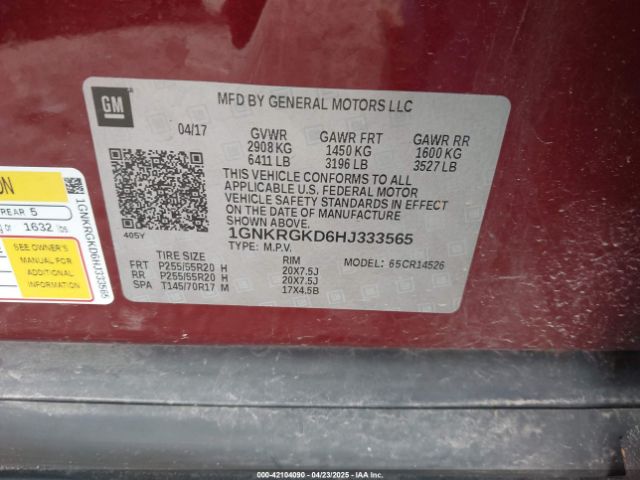 GM
MFD BY GENERAL MOTORS LLC
04/17
GVWR GAWR FRT GAWR RR
2908 KG 1450 KG 1600 KG
6411 LB 3196 LB 3527 LB
THIS VEHICLE CONFORMS TO ALL
APPLICABLE U.S. FEDERAL MOTOR
VEHICLE SAFETY AND BUMPER
STANDARDS IN EFFECT ON THE DATE OF MANUFACTURE
SHOWN ABOVE.
405Y
1GNKRGKD6HJ333565
TYPE: M.P.V.
TIRE SIZE RIM MODEL: 65CR14526
FRT P255/55R20 H 20X7.5J
RR P255/55R20 H 20X7.5J
SPA T145/70R17 M 17X4.5B
REAR 5
1632
SEE OWNER'S
MANUAL FOR
ADDITIONAL
INFORMATION
1GNKRGKD6HJ333565
000-42104090 - 04/23/2025 - IAA, Inc.